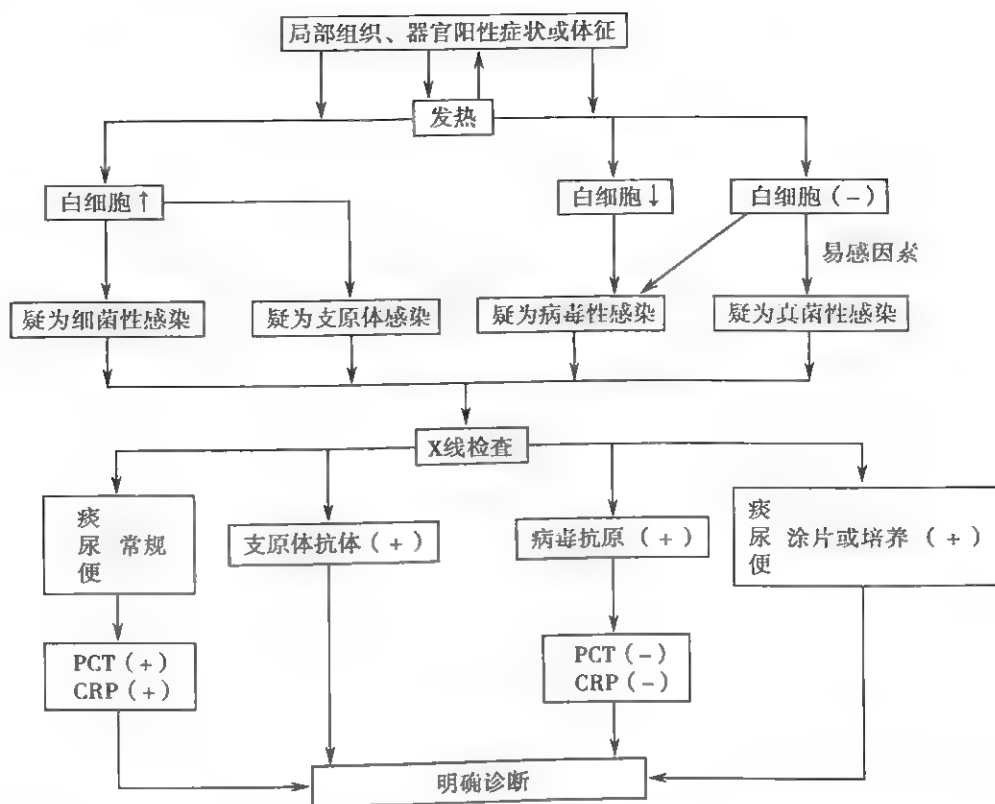 局部组织、器官阳性症状或体征
发热
白细胞↑
白细胞↓
白细胞(-)
易感因素
疑为细菌性感染
疑为支原体感染
疑为病毒性感染
疑为真菌性感染
X线检查
痰
尿 常规
便
支原体抗体(+)
病毒抗原(+)
痰
尿 涂片或培养(+)
便
PCT(+)
CRP(+)
PCT(-)
CRP(-)
明确诊断